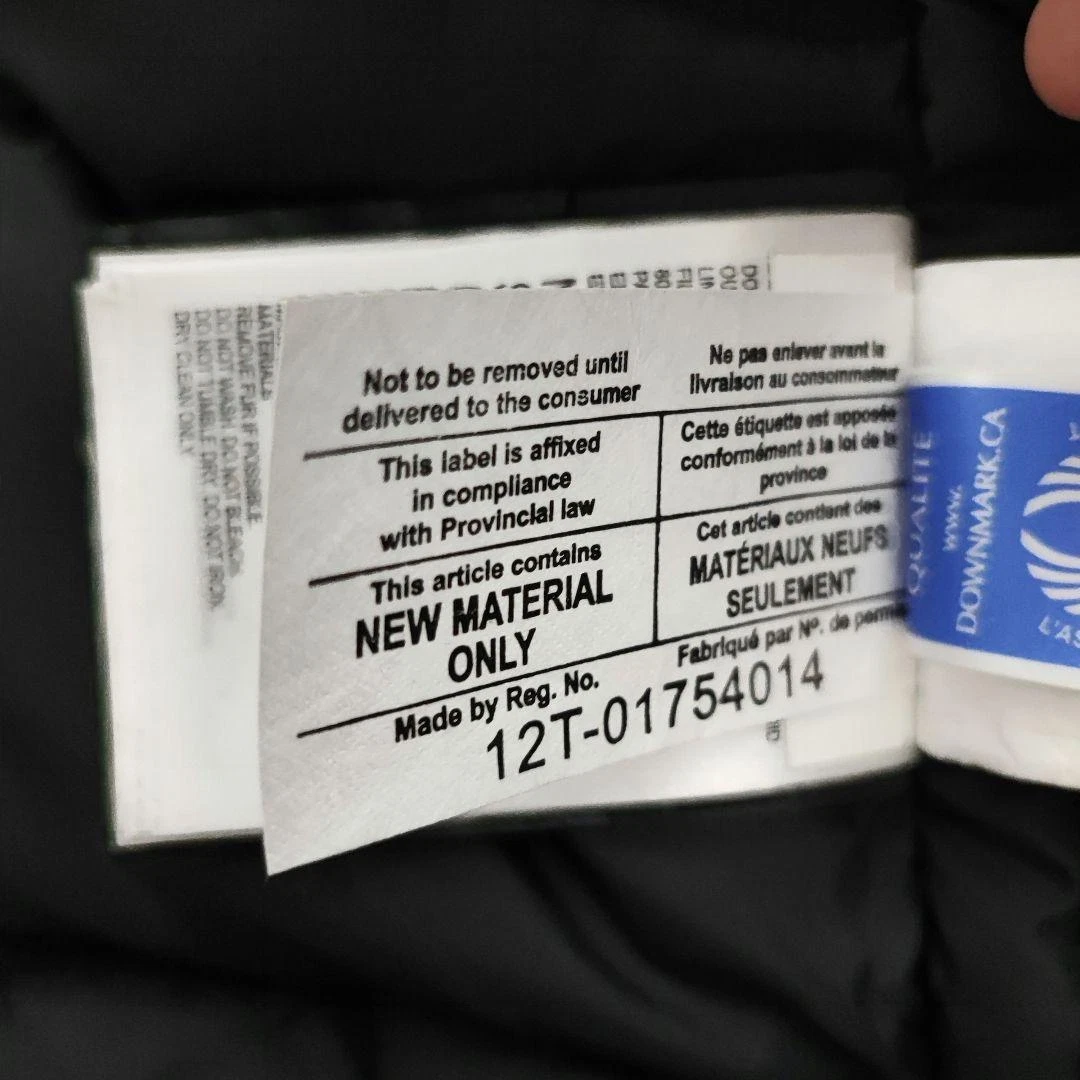 Not to be removed until
delivered to the consumer
Ne pas enlever avant la
livraison au consommateur
This label is affixed
in compliance
with Provincial law
Cette étiquette est apposée
conformément à la loi de la
province
This article contains
NEW MATERIAL
ONLY
Cet article contient des
MATÉRIAUX NEUFS
SEULEMENT
Made by Reg. No.
Fabriqué par Nº. de permis
12T-01754014
MATERIALS
REMOVE FUR IF POSSIBLE
DO NOT WASH. DO NOT BLEACH.
DO NOT TUMBLE DRY. DO NOT IRON.
DRY CLEAN ONLY
QUALITÉ
www.
DOWNMARK.CA
L'AS